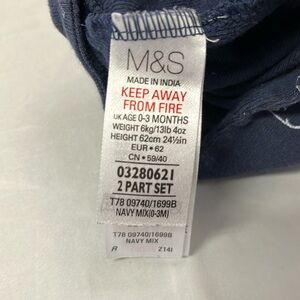 M&S
MADE IN INDIA
KEEP AWAY
FROM FIRE
UK AGE 0-3 MONTHS
WEIGHT 6kg/13lb 4oz
HEIGHT 62cm 24½in
EUR • 62
CN • 59/40
03280621
2 PART SET
T78 09740/1699B
NAVY MIX(0-3M)
T78 09740/1699B
NAVY MIX
R Z14I